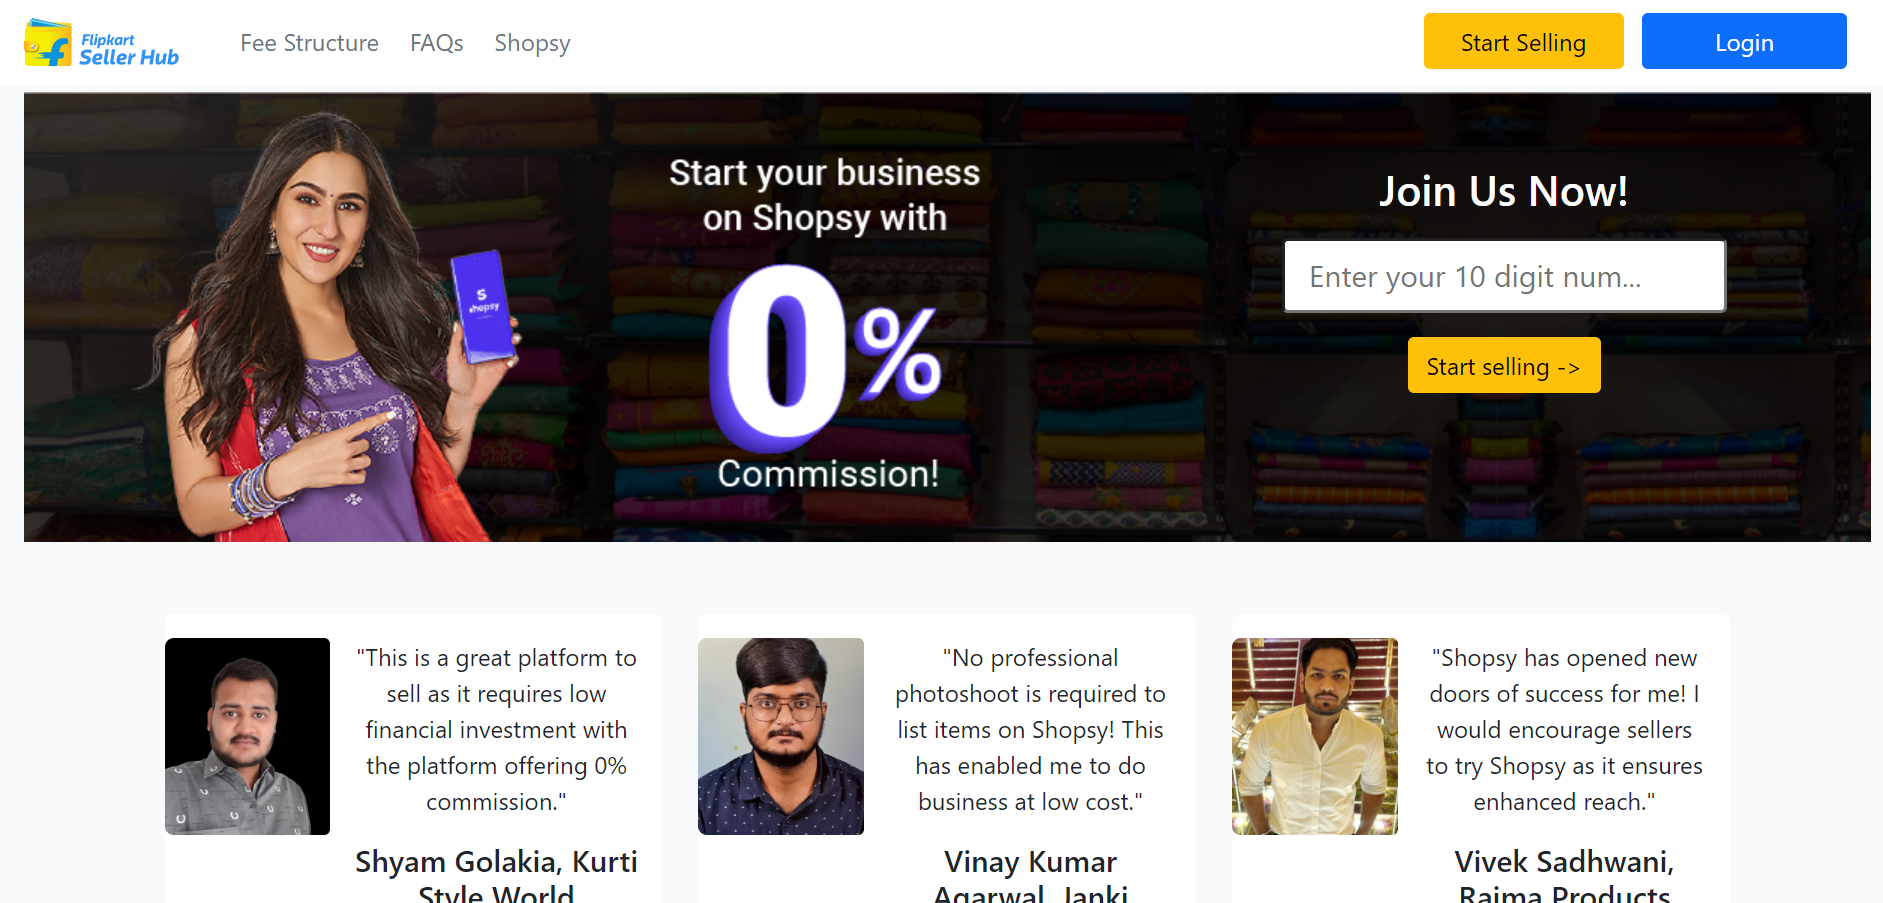 Flipkart
Seller Hub
Fee Structure
FAQs
Shopsy
Start Selling
Login
Start your business
on Shopsy with
0%
Commission!
S
shopsy
Join Us Now!
Enter your 10 digit num...
Start selling ->
"This is a great platform to
sell as it requires low
financial investment with
the platform offering 0%
commission."
Shyam Golakia, Kurti
Style World
"No professional
photoshoot is required to
list items on Shopsy! This
has enabled me to do
business at low cost."
Vinay Kumar
Agarwal, Janki
"Shopsy has opened new
doors of success for me! I
would encourage sellers
to try Shopsy as it ensures
enhanced reach."
Vivek Sadhwani,
Raima Products